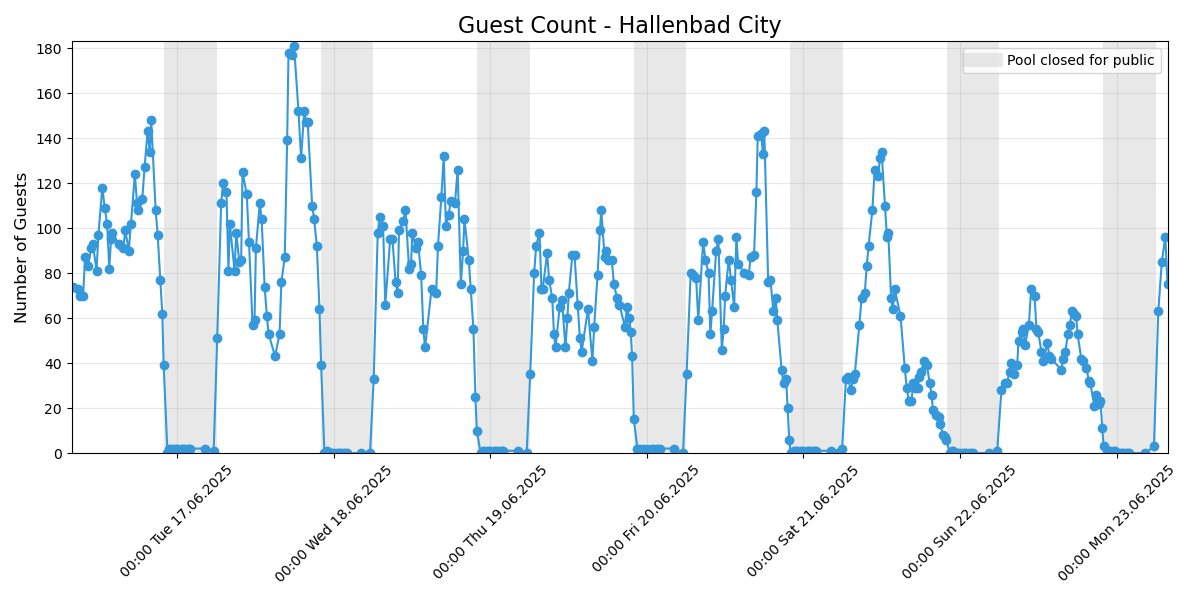 Guest Count - Hallenbad City
Number of Guests
180
160
140
120
100
80
60
40
20
0
Pool closed for public
00:00 Tue 17.06.2025
00:00 Wed 18.06.2025
00:00 Thu 19.06.2025
00:00 Fri 20.06.2025
00:00 Sat 21.06.2025
00:00 Sun 22.06.2025
00:00 Mon 23.06.2025